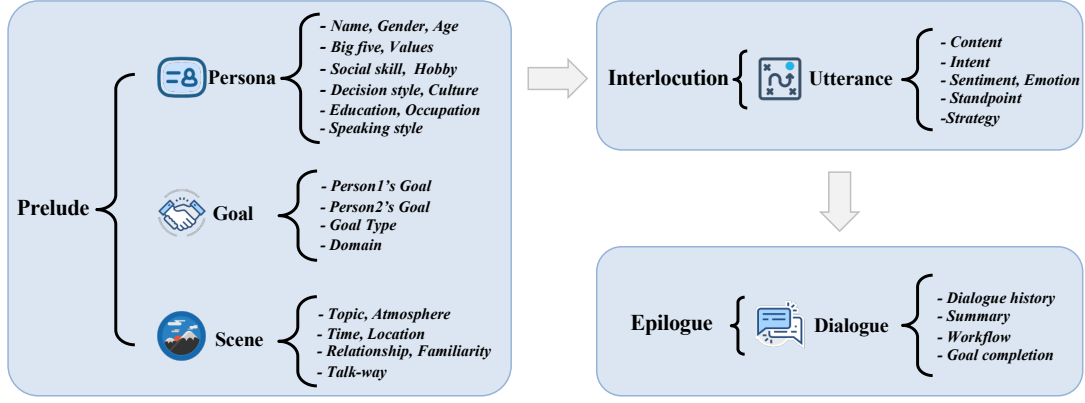 Prelude
Persona
- Name, Gender, Age
- Big five, Values
- Social skill, Hobby
- Decision style, Culture
- Education, Occupation
- Speaking style
Goal
- Person1's Goal
- Person2's Goal
- Goal Type
- Domain
Scene
- Topic, Atmosphere
- Time, Location
- Relationship, Familiarity
- Talk-way
Interlocution
Utterance
- Content
- Intent
- Sentiment, Emotion
- Standpoint
-Strategy
Epilogue
Dialogue
- Dialogue history
- Summary
- Workflow
- Goal completion